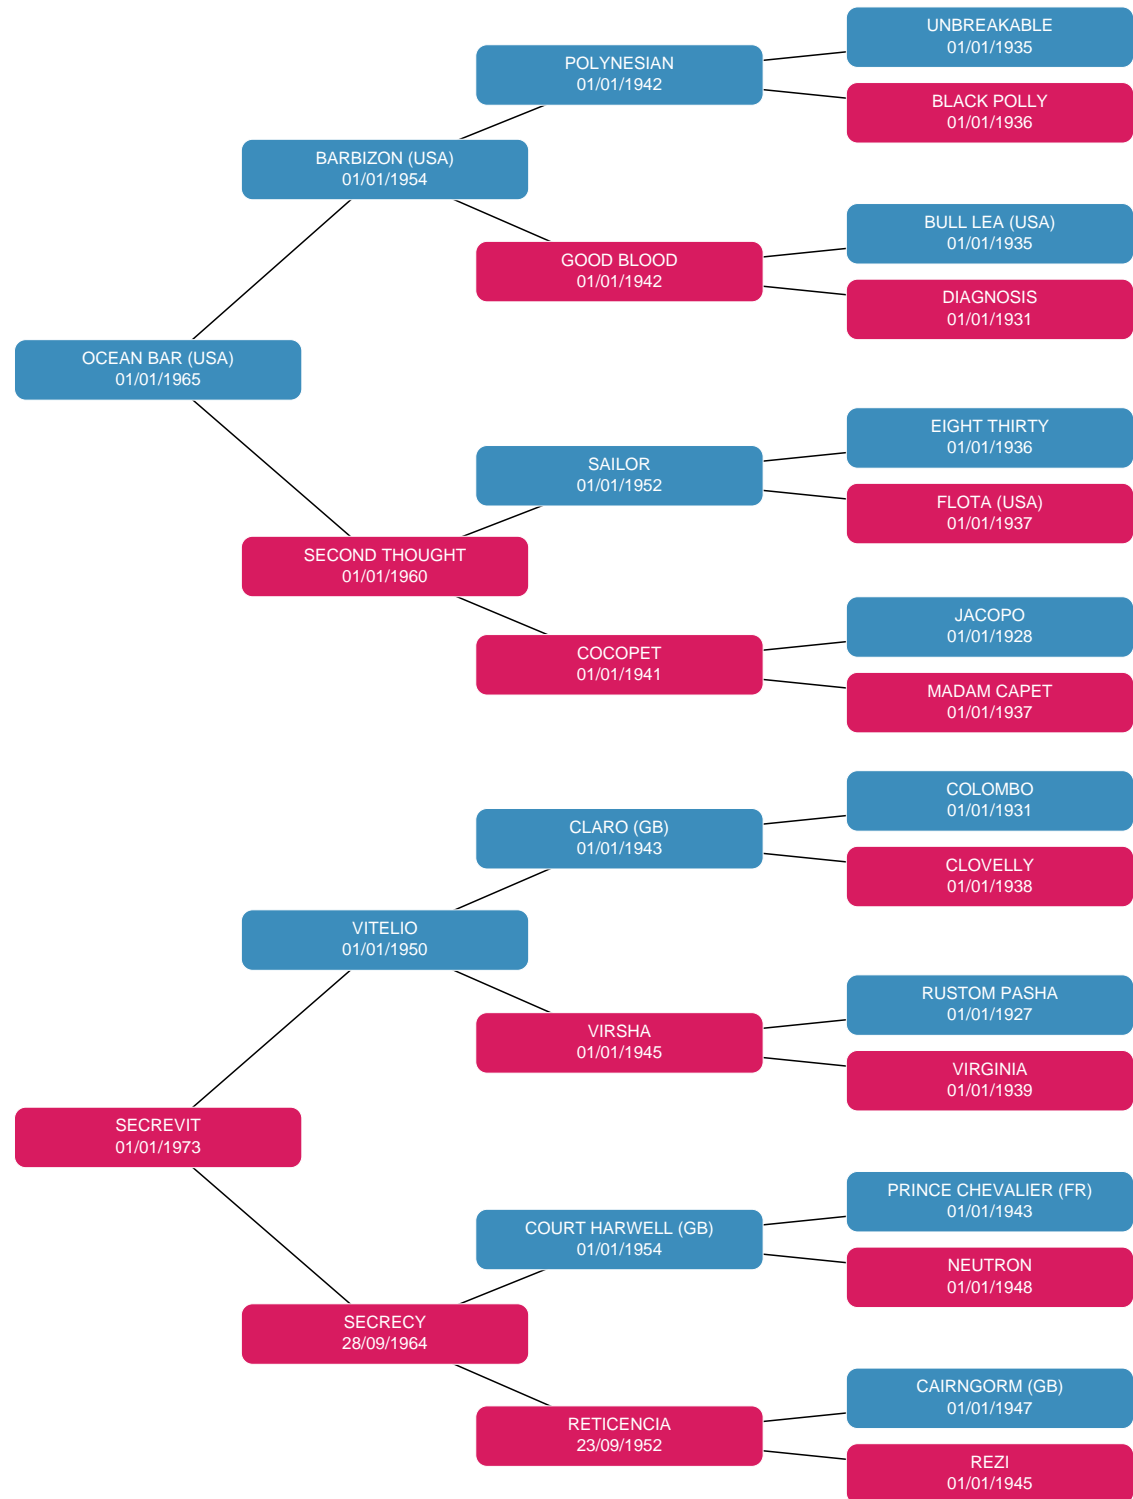 UNBREAKABLE
01/01/1935
POLYNESIAN
01/01/1942
BLACK POLLY
01/01/1936
BARBIZON (USA)
01/01/1954
BULL LEA (USA)
01/01/1935
GOOD BLOOD
01/01/1942
DIAGNOSIS
01/01/1931
OCEAN BAR (USA)
01/01/1965
EIGHT THIRTY
01/01/1936
SAILOR
01/01/1952
FLOTA (USA)
01/01/1937
SECOND THOUGHT
01/01/1960
JACOPO
01/01/1928
COCOPET
01/01/1941
MADAM CAPET
01/01/1937
COLOMBO
01/01/1931
CLARO (GB)
01/01/1943
CLOVELLY
01/01/1938
VITELIO
01/01/1950
RUSTOM PASHA
01/01/1927
VIRSHA
01/01/1945
VIRGINIA
01/01/1939
SECREVIT
01/01/1973
PRINCE CHEVALIER (FR)
01/01/1943
COURT HARWELL (GB)
01/01/1954
NEUTRON
01/01/1948
SECRECY
28/09/1964
CAIRNGORM (GB)
01/01/1947
RETICENCIA
23/09/1952
REZI
01/01/1945